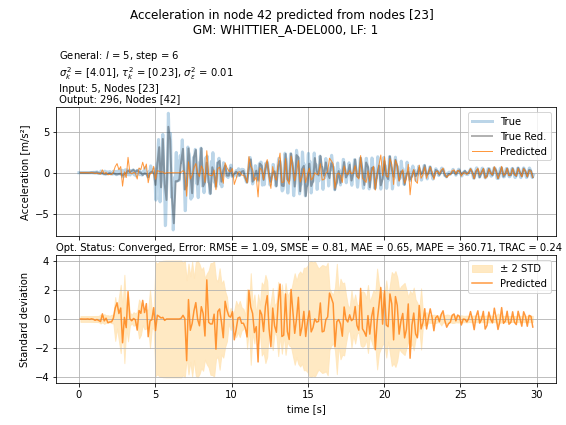 Acceleration in node 42 predicted from nodes [23]
GM: WHITTIER_A-DEL000, LF: 1
General: l = 5, step = 6
σ²ₖ = [4.01], τ²ₖ = [0.23], σ²ε = 0.01
Input: 5, Nodes [23]
Output: 296, Nodes [42]
Acceleration [m/s²]
5
0
−5
True
True Red.
Predicted
Opt. Status: Converged, Error: RMSE = 1.09, SMSE = 0.81, MAE = 0.65, MAPE = 360.71, TRAC = 0.24
Standard deviation
4
2
0
−2
−4
± 2 STD
Predicted
0 5 10 15 20 25 30
time [s]